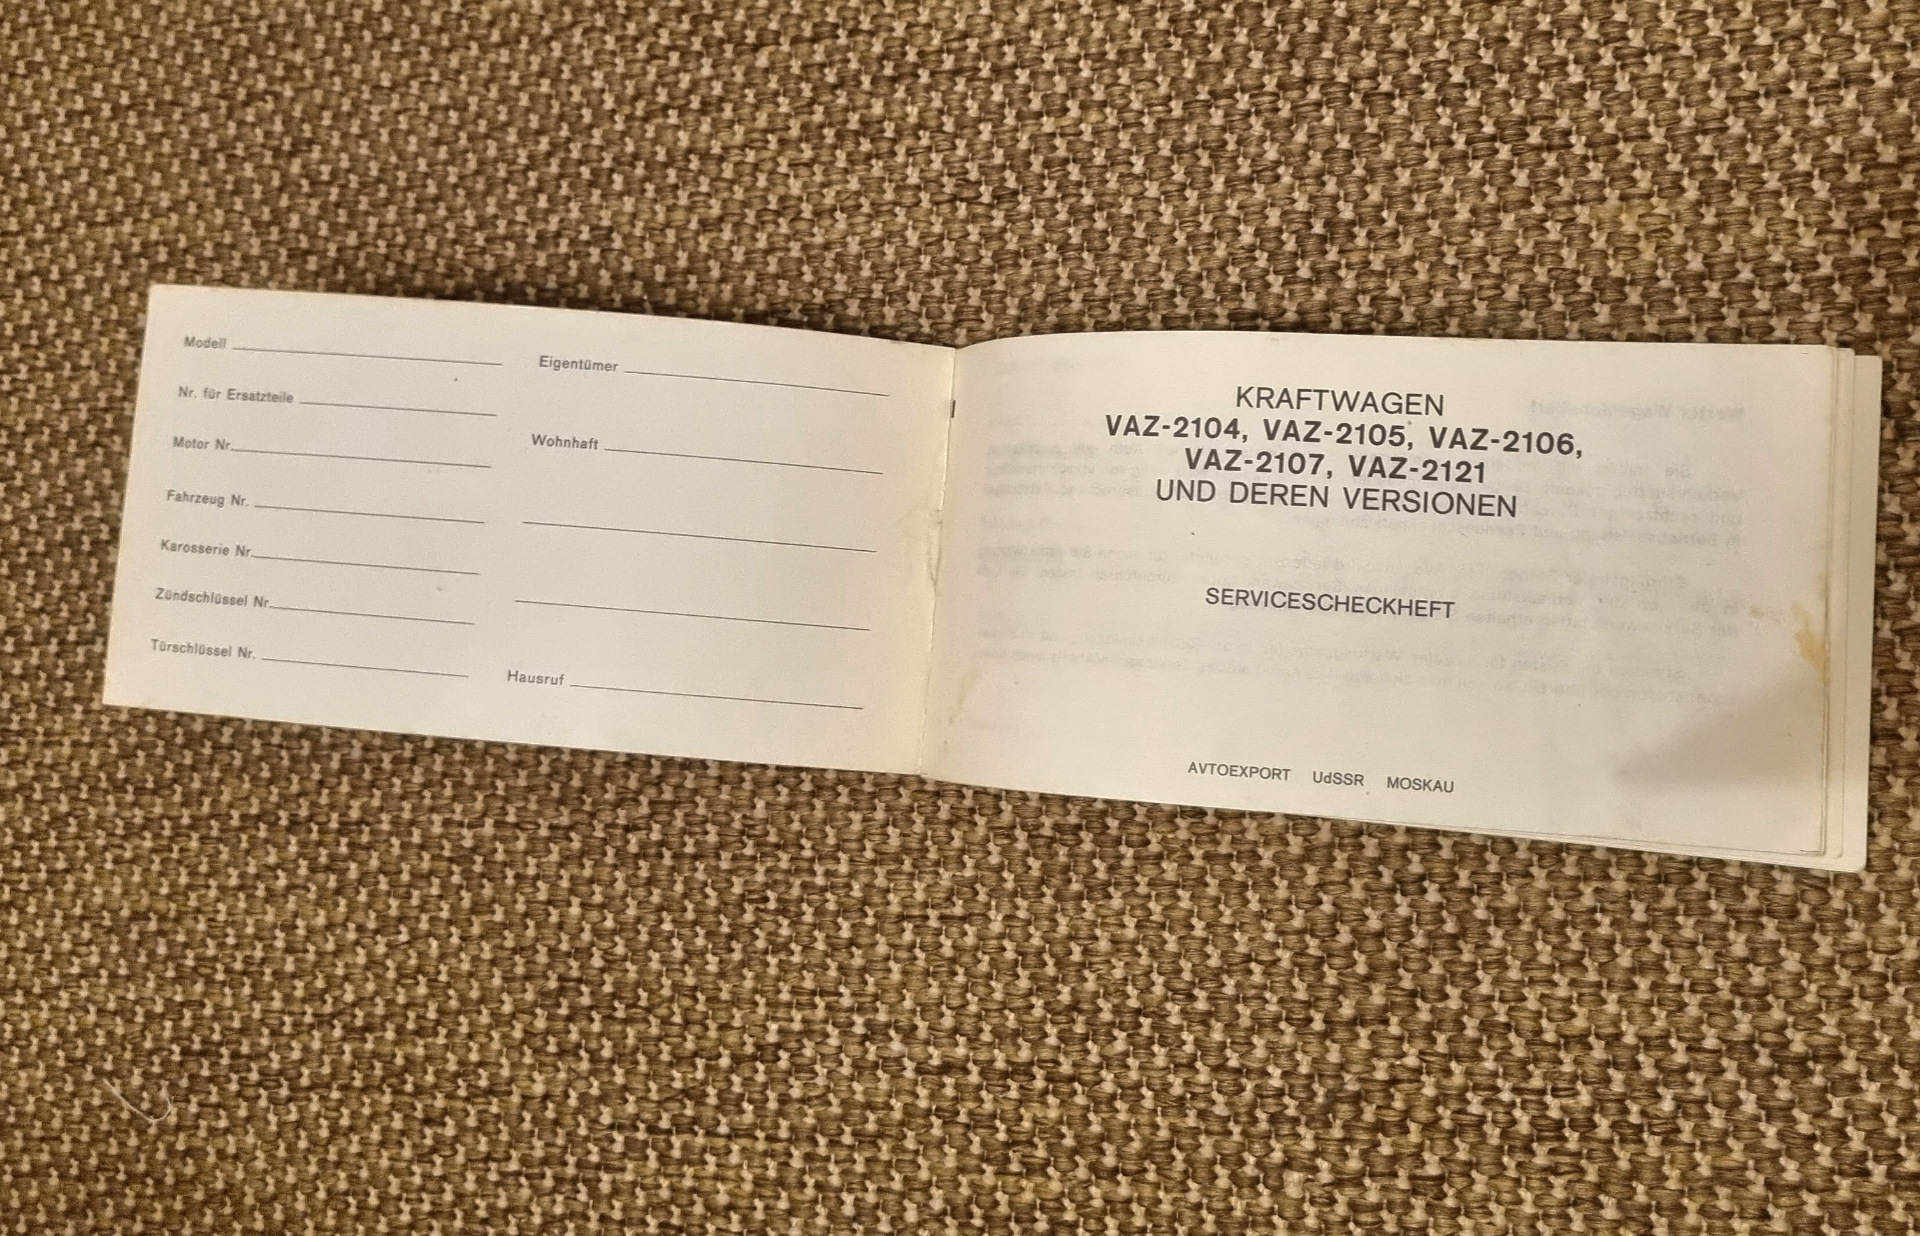 Modell
Nr. für Ersatzteile
Motor Nr.
Fahrzeug Nr.
Karosserie Nr.
Zündschlüssel Nr.
Türschlüssel Nr.
Eigentümer
Wohnhaft
Hausruf
KRAFTWAGEN
VAZ-2104, VAZ-2105, VAZ-2106,
VAZ-2107, VAZ-2121
UND DEREN VERSIONEN
SERVICESCHECKHEFT
AVTOEXPORT UdSSR MOSKAU